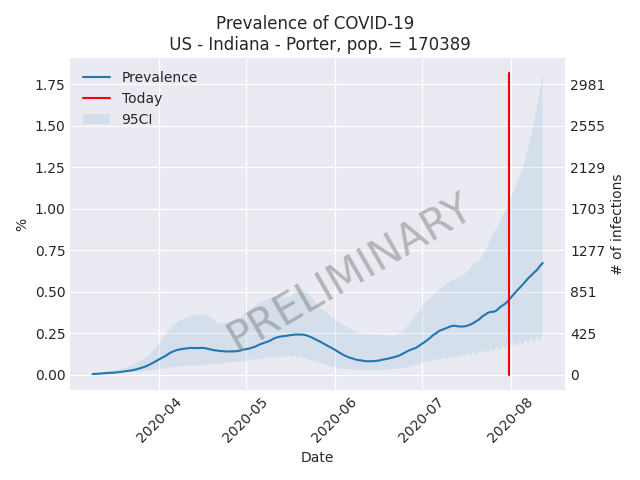 Prevalence of COVID-19
US - Indiana - Porter, pop. = 170389
Prevalence
Today
95CI
PRELIMINARY
1.75
1.50
1.25
1.00
0.75
0.50
0.25
0.00
%
2981
2555
2129
1703
1277
851
425
0
# of infections
2020-04
2020-05
2020-06
2020-07
2020-08
Date